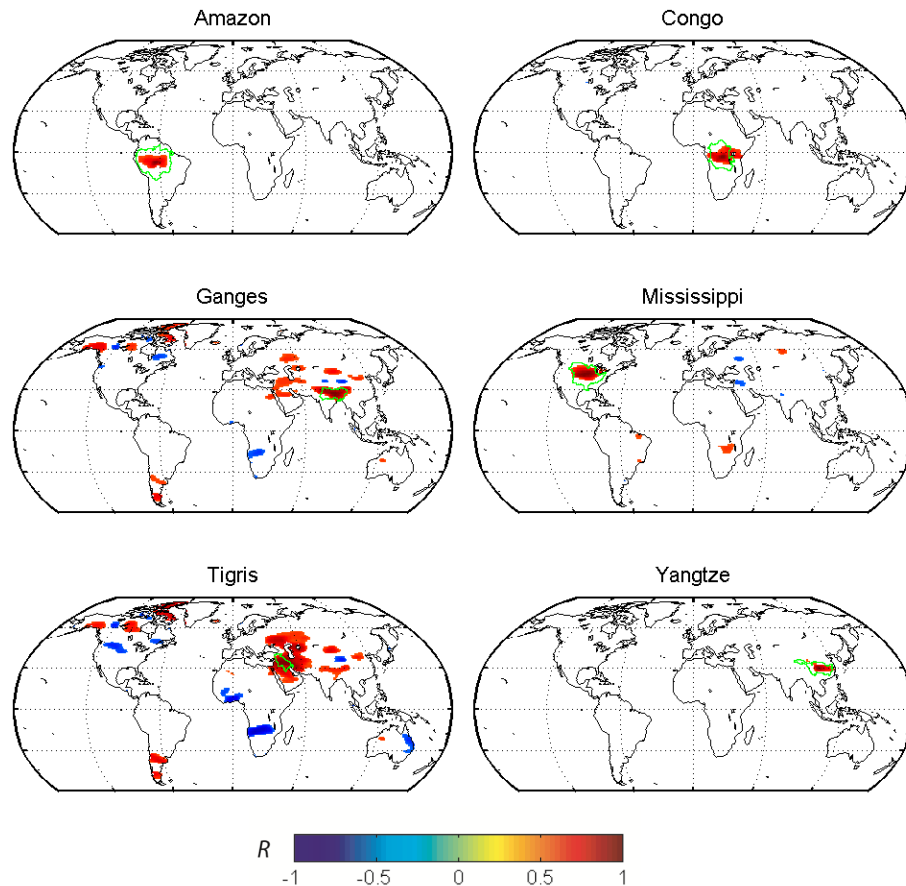 Amazon
Congo
Ganges
Mississippi
Tigris
Yangtze
R
-1 -0.5 0 0.5 1